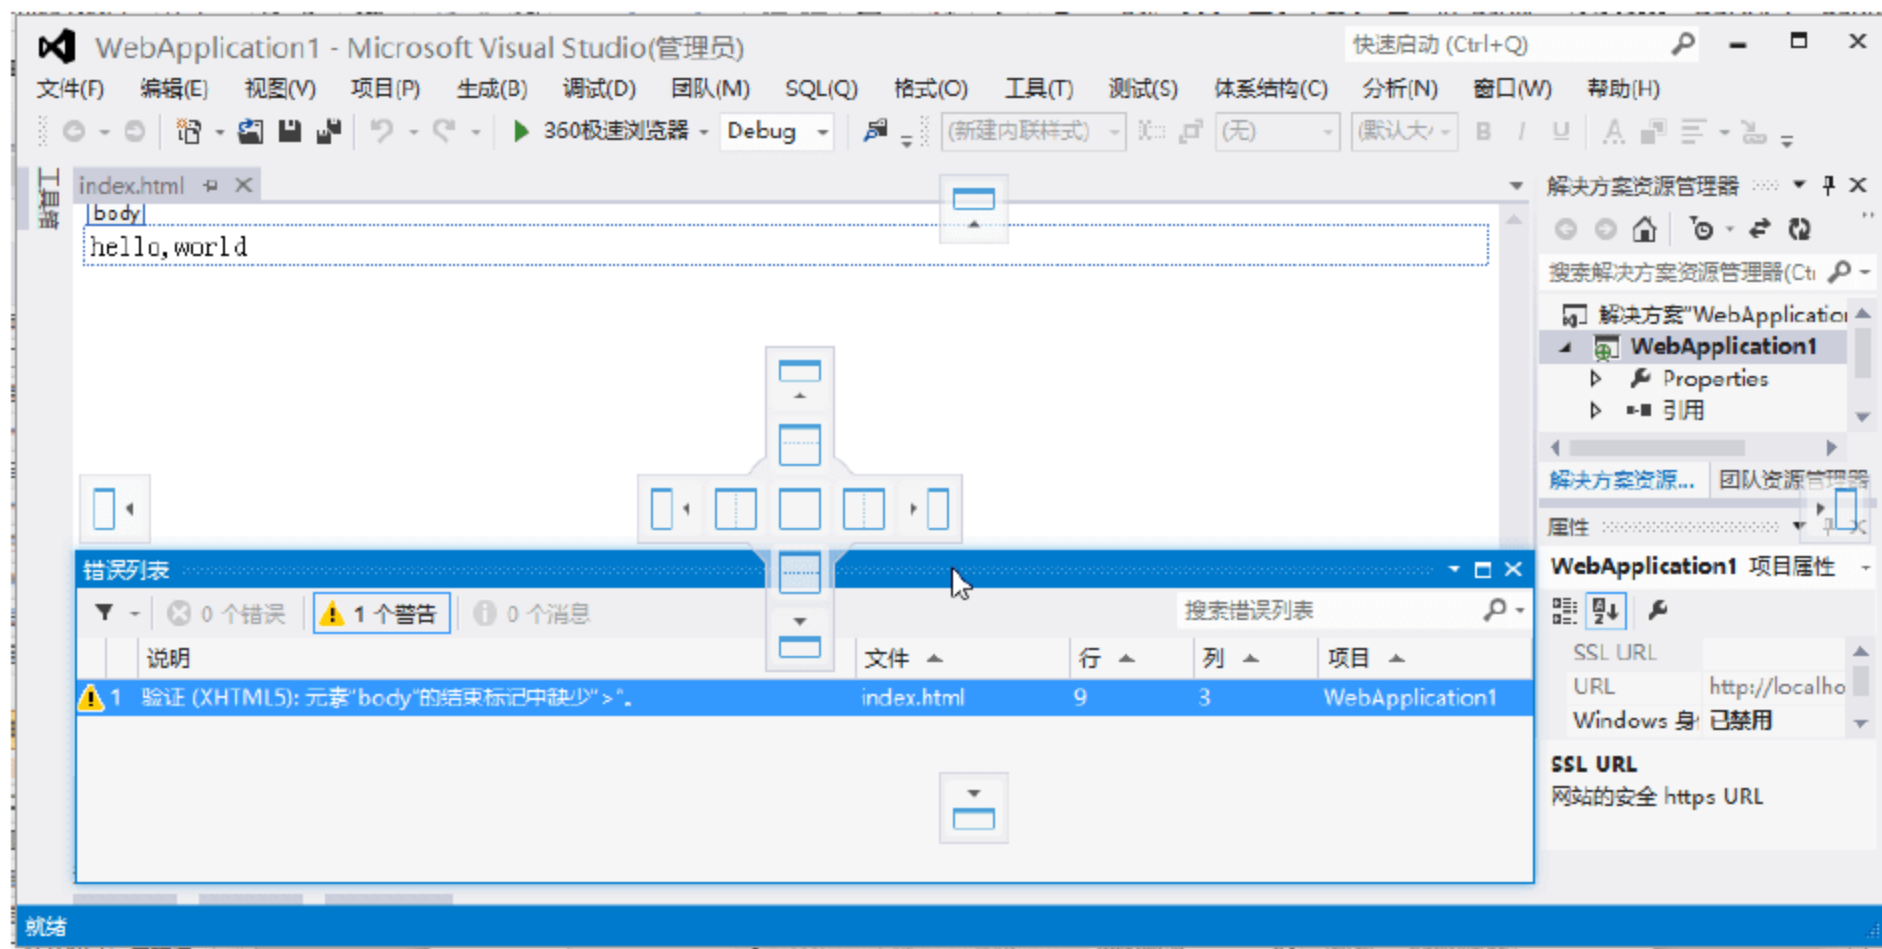 WebApplication1 - Microsoft Visual Studio(管理员)
快速启动 (Ctrl+Q)
文件(F) 编辑(E) 视图(V) 项目(P) 生成(B) 调试(D) 团队(M) SQL(Q) 格式(O) 工具(T) 测试(S) 体系结构(C) 分析(N) 窗口(W) 帮助(H)
360极速浏览器 Debug (新建内联样式) (无) (默认大 B I U A
工具箱
index.html
body
hello,world
解决方案资源管理器
搜索解决方案资源管理器(Ct
解决方案"WebApplication
WebApplication1
Properties
引用
解决方案资源... 团队资源管理器
属性
WebApplication1 项目属性
SSL URL
URL http://localho
Windows 身 已禁用
SSL URL
网站的安全 https URL
错误列表
0 个错误 1 个警告 0 个消息 搜索错误列表
说明 文件 行 列 项目
1 验证 (XHTML5): 元素"body"的结束标记中缺少">"。 index.html 9 3 WebApplication1
就绪